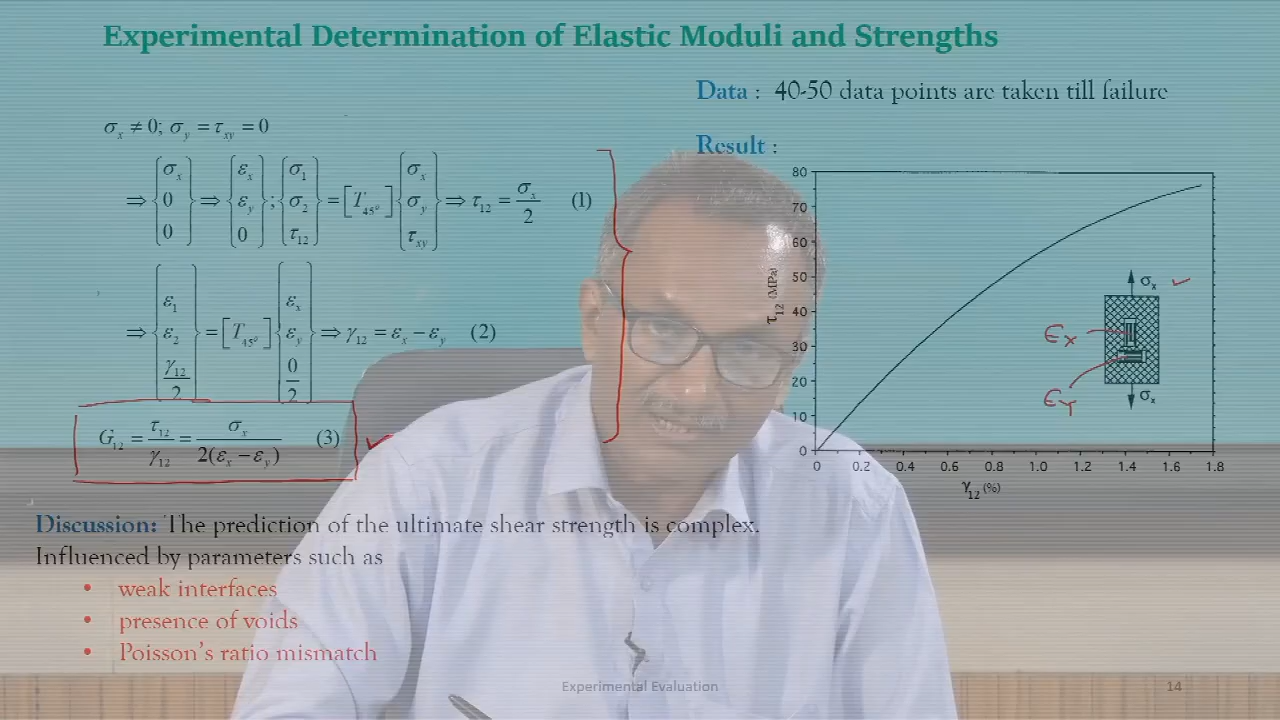 Experimental Determination of Elastic Moduli and Strengths
Data : 40-50 data points are taken till failure
σx ≠ 0; σy = τxy = 0
Result :
⇒ {σx 0 0} ⇒ {εx εy 0} ; {σ1 σ2 τ12} = [T45°] {σx σy τxy} ⇒ τ12 = σx/2 (1)
⇒ {ε1 ε2 γ12/2} = [T45°] {εx εy 0/2} ⇒ γ12 = εx − εy (2)
G12 = τ12/γ12 = σx/2(εx − εy) (3)
80
70
60
50
40
30
20
10
0
τ12 (MPa)
0 0.2 0.4 0.6 0.8 1.0 1.2 1.4 1.6 1.8
γ12 (%)
σx
εx
εy
σx
Discussion: The prediction of the ultimate shear strength is complex.
Influenced by parameters such as
• weak interfaces
• presence of voids
• Poisson's ratio mismatch
Experimental Evaluation
14